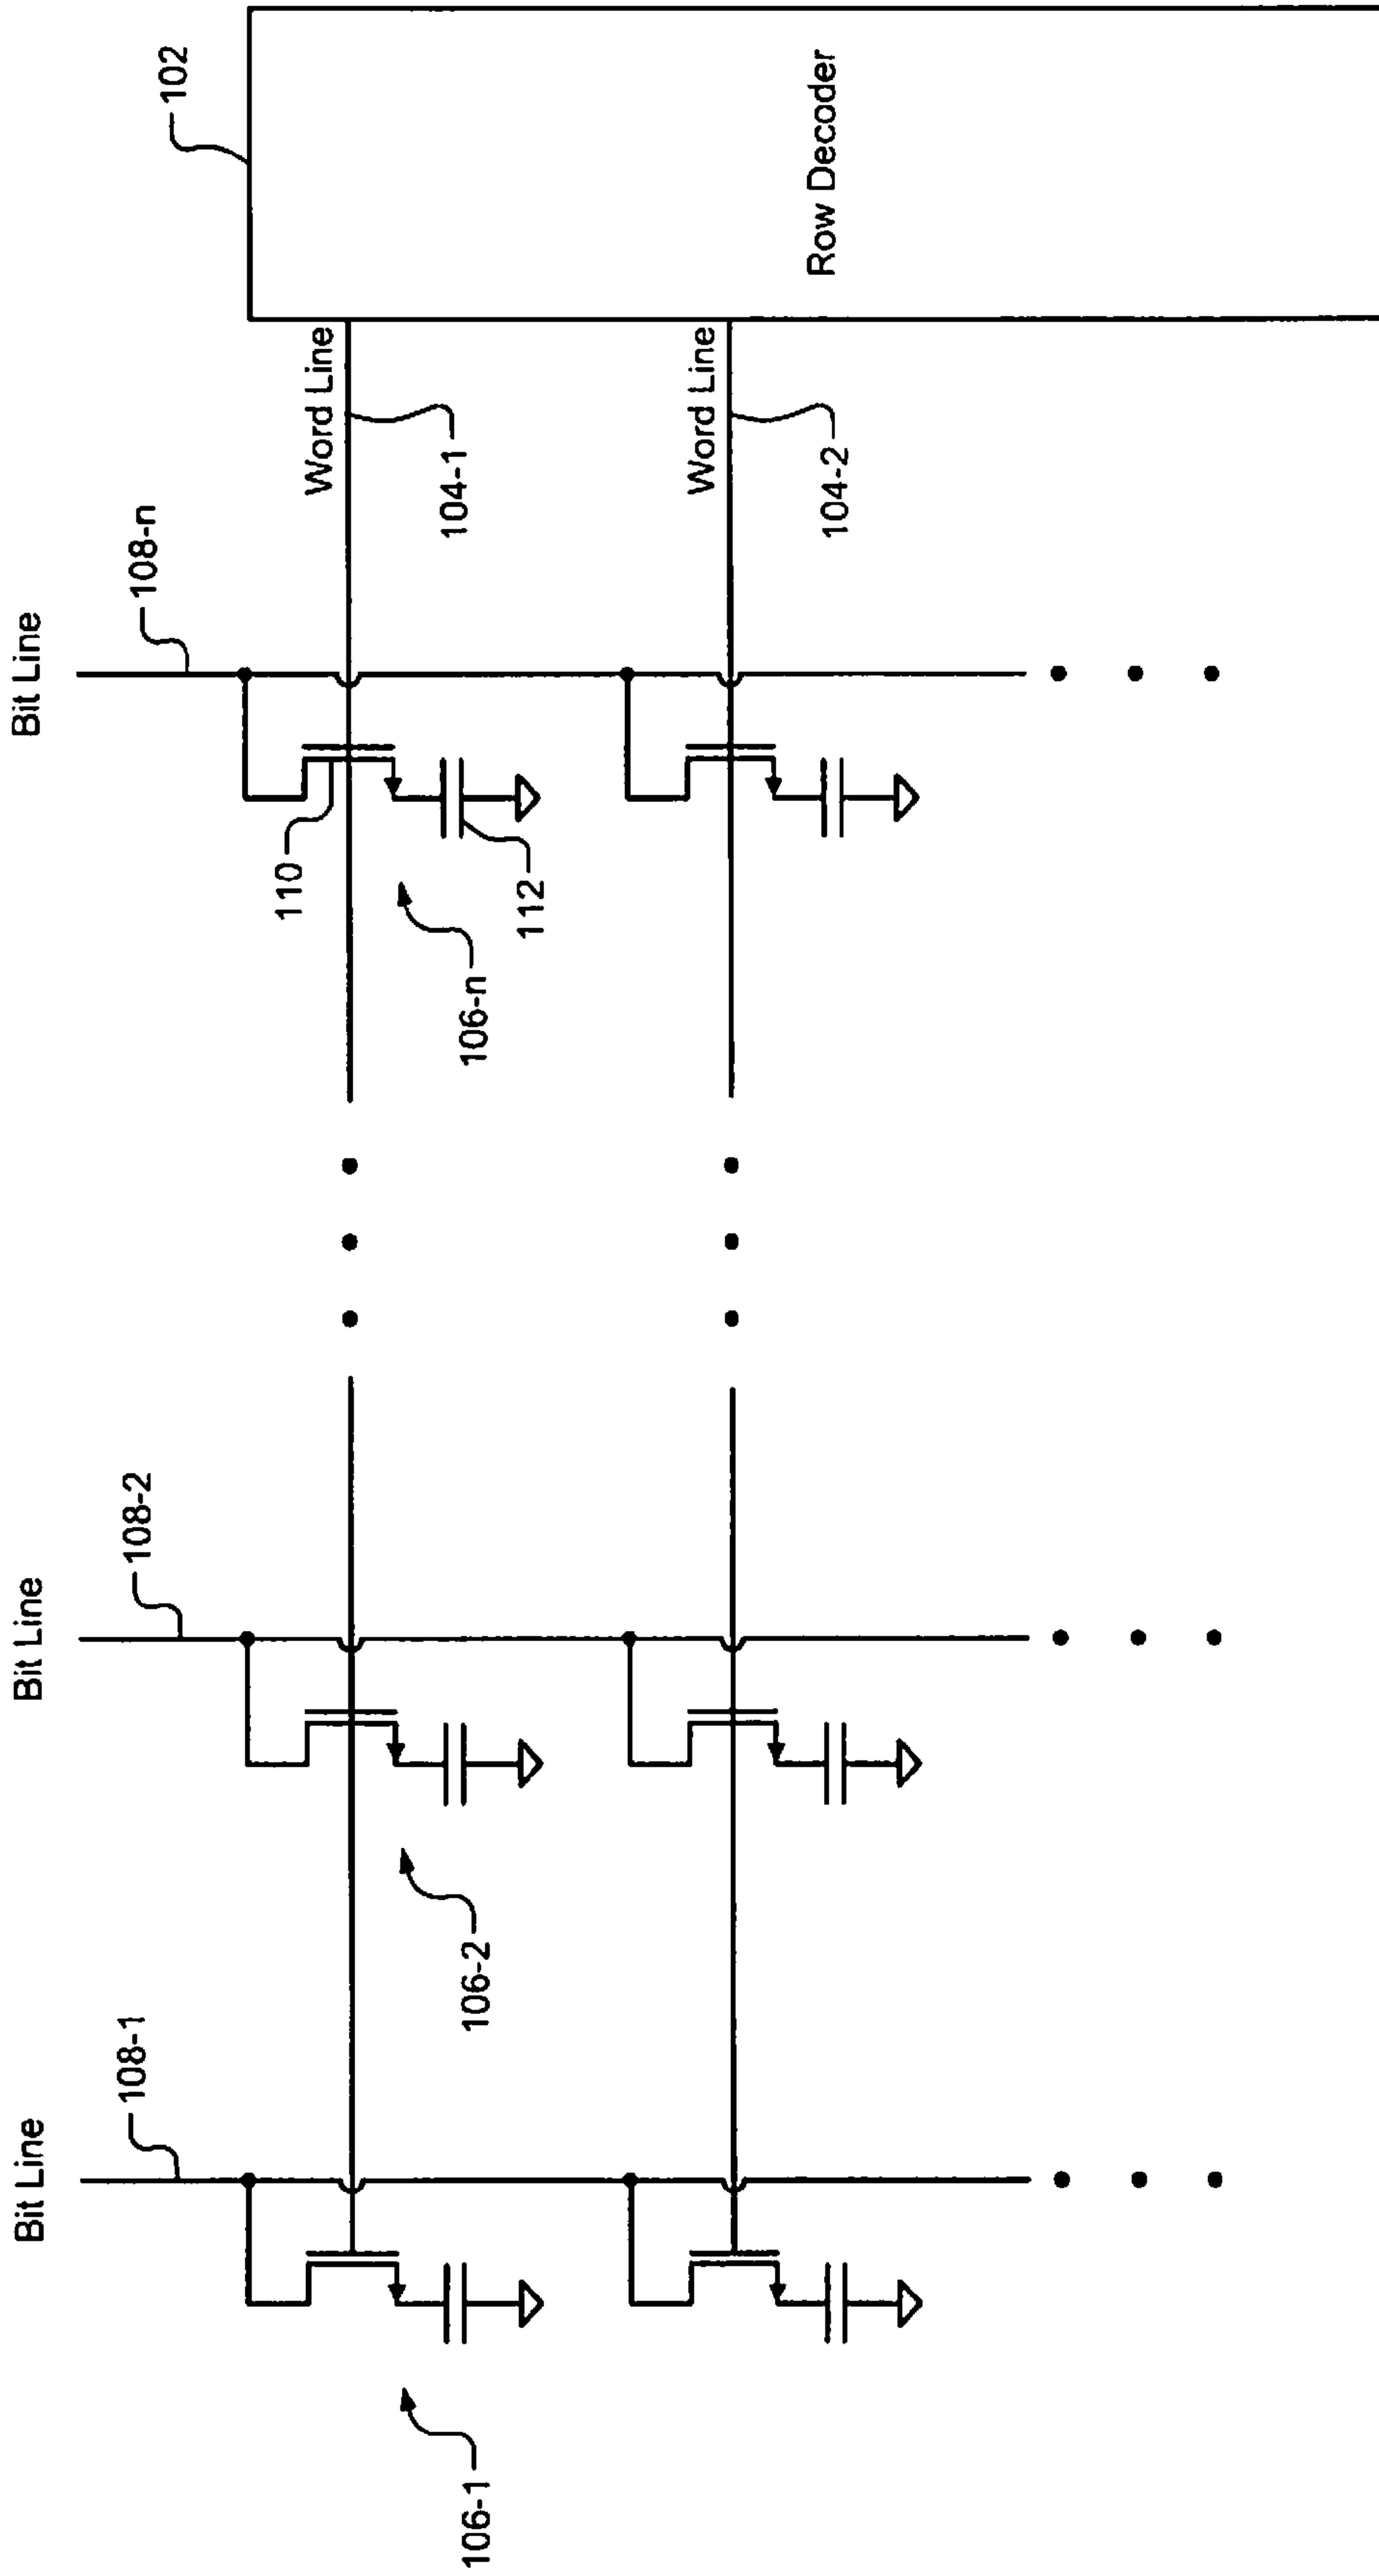 Bit Line
Bit Line
Bit Line
108-1
108-2
108-n
102
Word Line
110
104-1
106-1
106-2
106-n
112
Word Line
104-2
Row Decoder